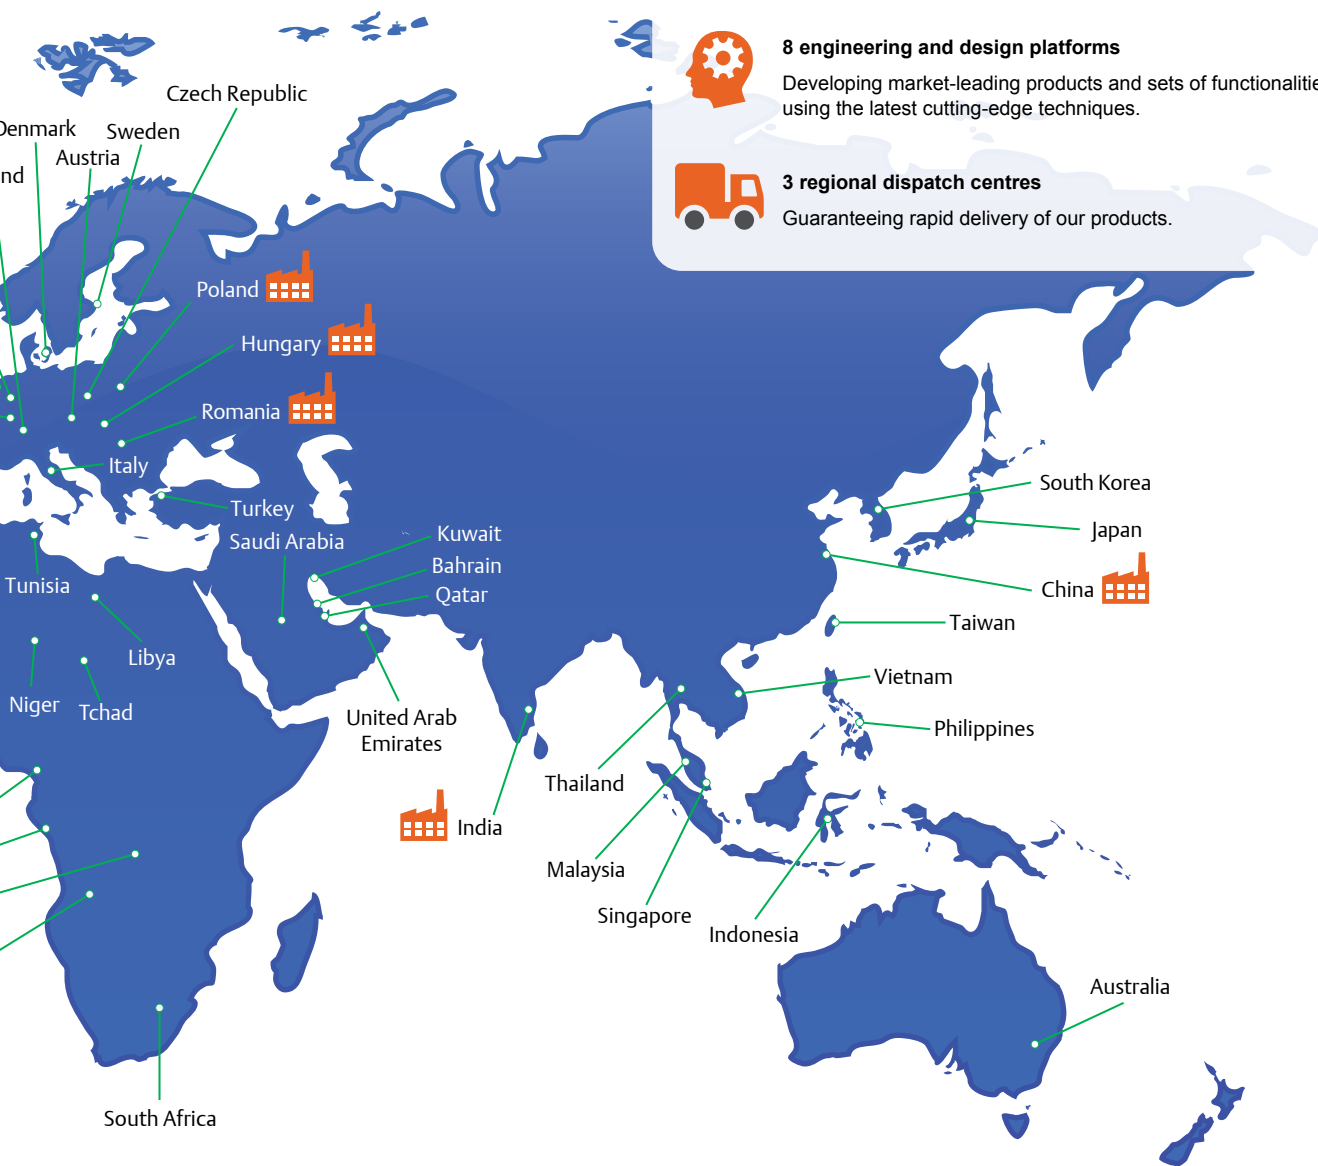 8 engineering and design platforms
Developing market-leading products and sets of functionalitie
using the latest cutting-edge techniques.
3 regional dispatch centres
Guaranteeing rapid delivery of our products.
Czech Republic
Denmark
Sweden
Austria
nd
Poland
Hungary
Romania
Italy
Turkey
Saudi Arabia
Kuwait
Bahrain
Qatar
Tunisia
Libya
Niger
Tchad
United Arab
Emirates
India
South Korea
Japan
China
Taiwan
Vietnam
Philippines
Thailand
Malaysia
Singapore
Indonesia
Australia
South Africa